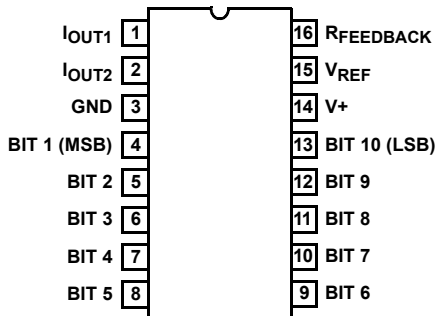 IOUT1 1 16 RFEEDBACK
IOUT2 2 15 VREF
GND 3 14 V+
BIT 1 (MSB) 4 13 BIT 10 (LSB)
BIT 2 5 12 BIT 9
BIT 3 6 11 BIT 8
BIT 4 7 10 BIT 7
BIT 5 8 9 BIT 6